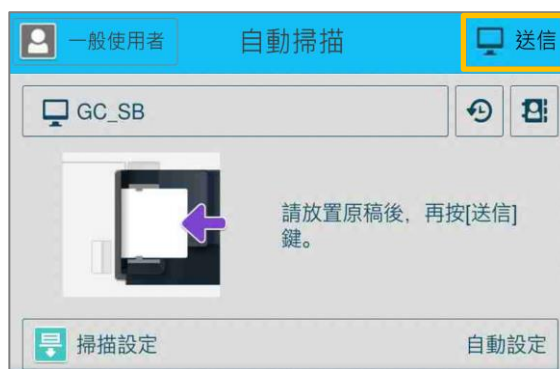 一般使用者
自動掃描
送信
GC_SB
請放置原稿後，再按[送信]
鍵。
掃描設定
自動設定